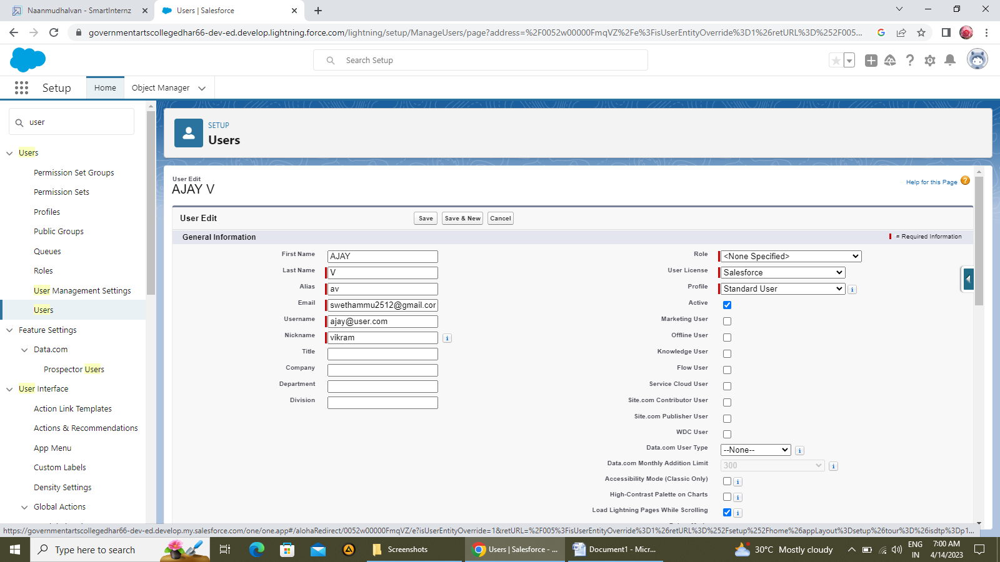 Naanmudhalvan - SmartInternz
Users | Salesforce
governmentartscollegedhar66-dev-ed.develop.lightning.force.com/lightning/setup/ManageUsers/page?address=%2F0052w00000FmqVZ%2Fe%3FisUserEntityOverride%3D1%26retURL%3D%252F005...
Search Setup
Setup
Home
Object Manager
user
Users
Permission Set Groups
Permission Sets
Profiles
Public Groups
Queues
Roles
User Management Settings
Users
Feature Settings
Data.com
Prospector Users
User Interface
Action Link Templates
Actions & Recommendations
App Menu
Custom Labels
Density Settings
Global Actions
SETUP
Users
User Edit
AJAY V
Help for this Page
User Edit
Save
Save & New
Cancel
General Information
= Required Information
First Name AJAY
Last Name V
Alias av
Email swethammu2512@gmail.cor
Username ajay@user.com
Nickname vikram
Title
Company
Department
Division
Role <None Specified>
User License Salesforce
Profile Standard User
Active
Marketing User
Offline User
Knowledge User
Flow User
Service Cloud User
Site.com Contributor User
Site.com Publisher User
WDC User
Data.com User Type --None--
Data.com Monthly Addition Limit 300
Accessibility Mode (Classic Only)
High-Contrast Palette on Charts
Load Lightning Pages While Scrolling
https://governmentartscollegedhar66-dev-ed.develop.my.salesforce.com/one/one.app#/alohaRedirect/0052w00000FmqVZ/e?isUserEntityOverride=1&retURL=%2F005%3FisUserEntityOverride%3D1%26retURL%3D%252Fsetup%252Fhome%26appLayout%3Dsetup%26tour%3D%26isdtp%3Dp1...
Type here to search
Screenshots
Users | Salesforce - ...
Document1 - Micr...
30°C Mostly cloudy
ENG
IN
7:00 AM
4/14/2023